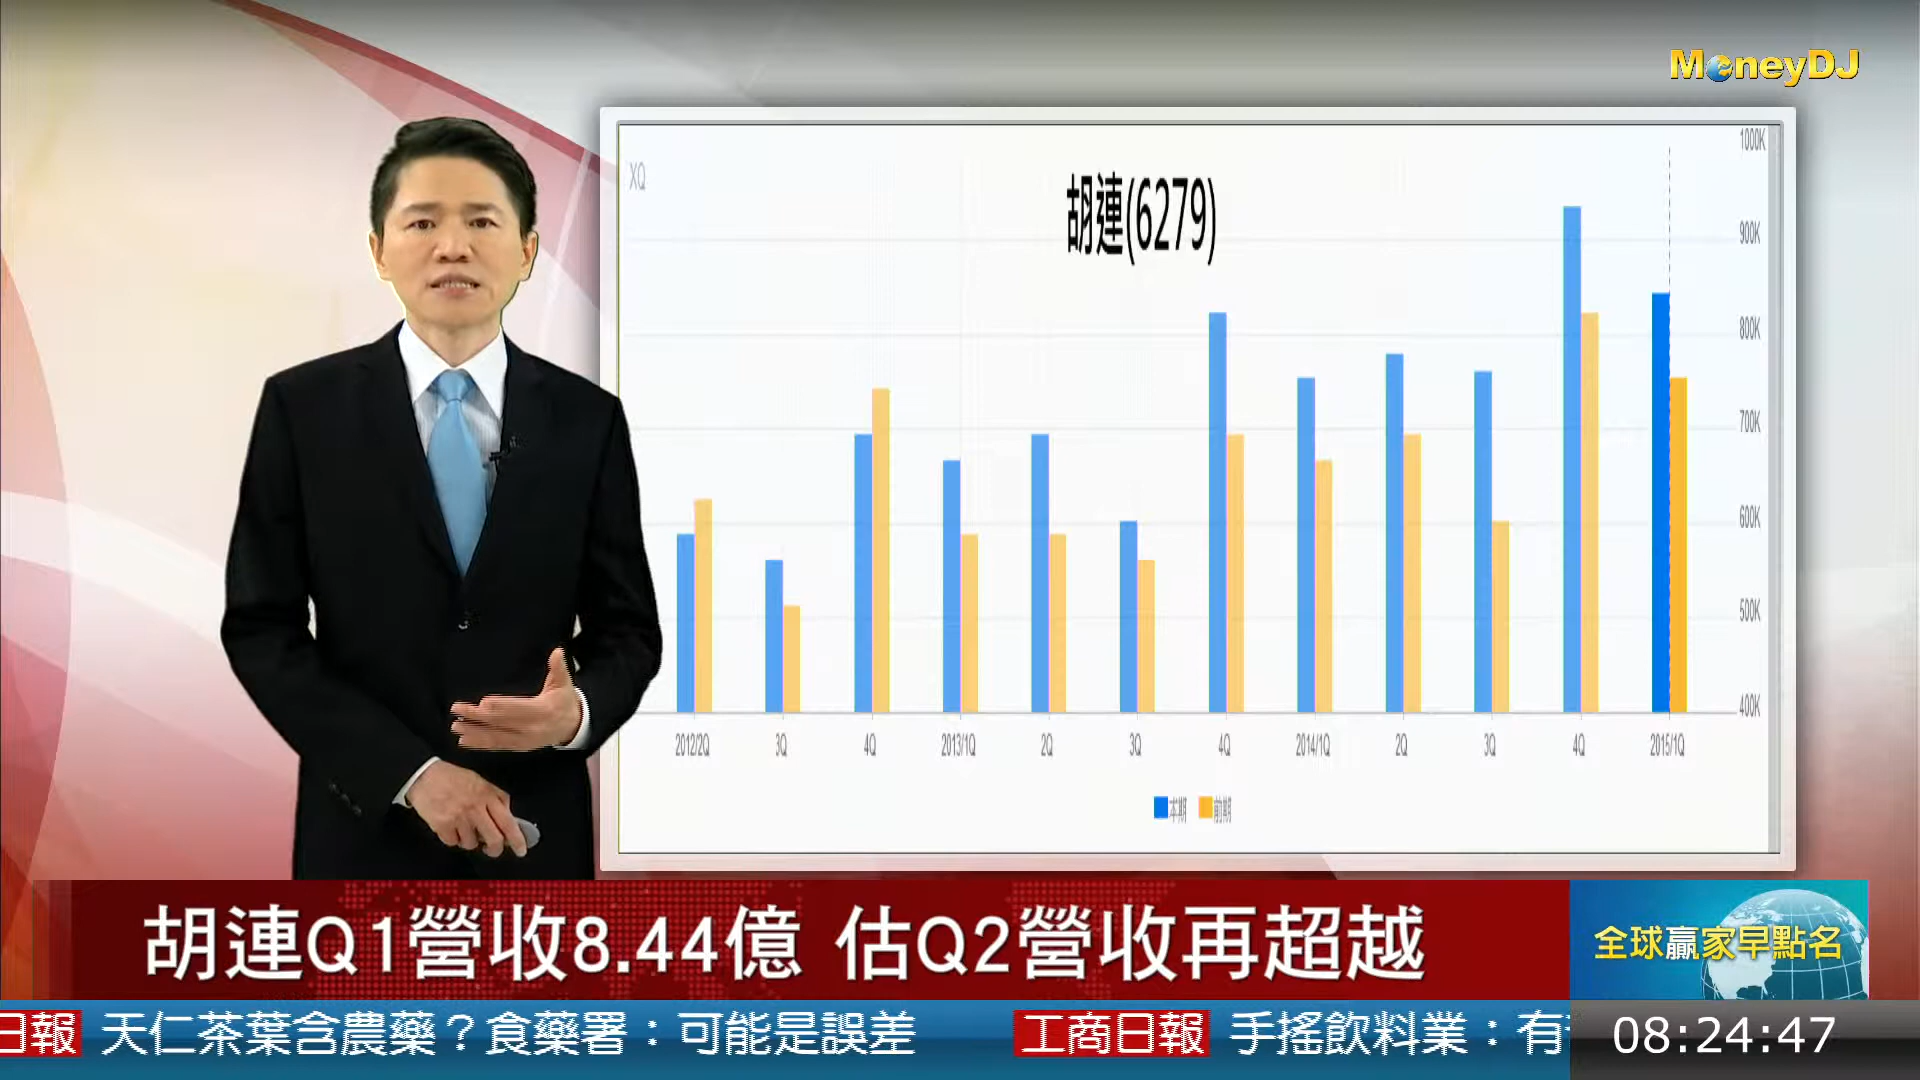 MoneyDJ
XQ
胡連(6279)
1000K
900K
800K
700K
600K
500K
400K
2012/2Q
3Q
4Q
2013/1Q
2Q
3Q
4Q
2014/1Q
2Q
3Q
4Q
2015/1Q
本期
前期
胡連Q1營收8.44億 估Q2營收再超越
全球贏家早點名
日報 天仁茶葉含農藥？食藥署：可能是誤差 工商日報 手搖飲料業：有
08:24:47